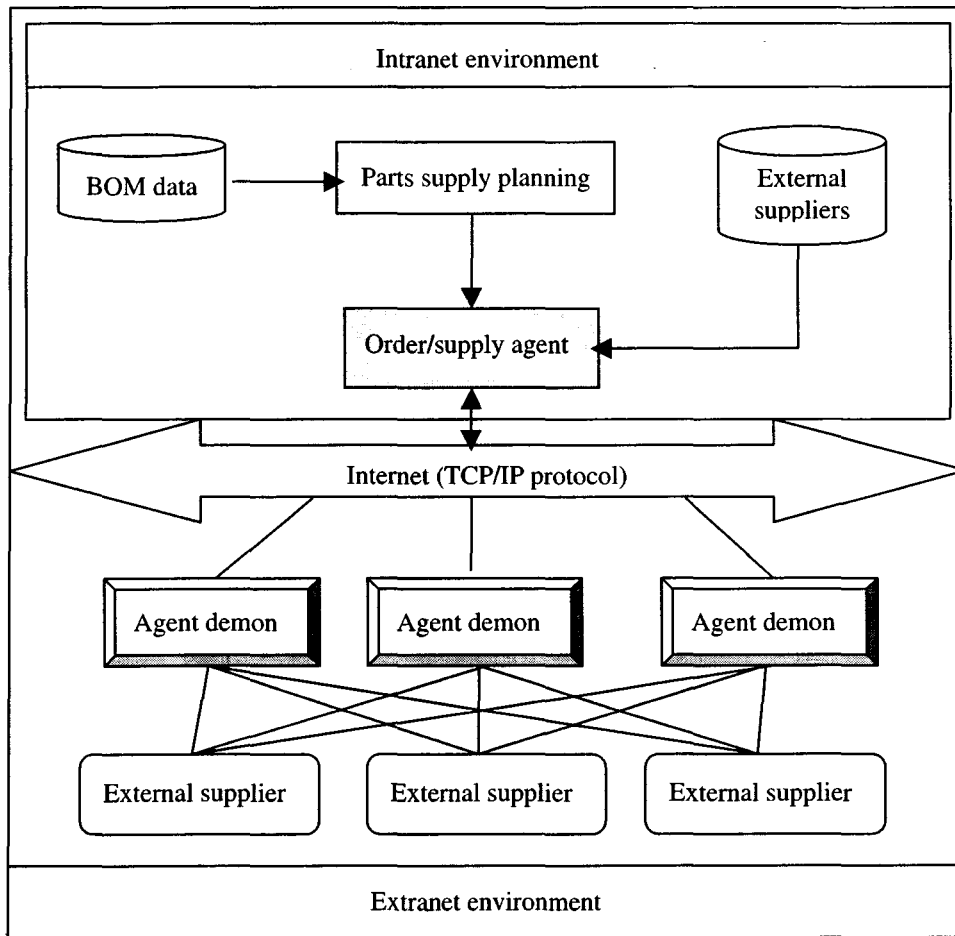 Intranet environment
BOM data
Parts supply planning
External
suppliers
Order/supply agent
Internet (TCP/IP protocol)
Agent demon
Agent demon
Agent demon
External supplier
External supplier
External supplier
Extranet environment